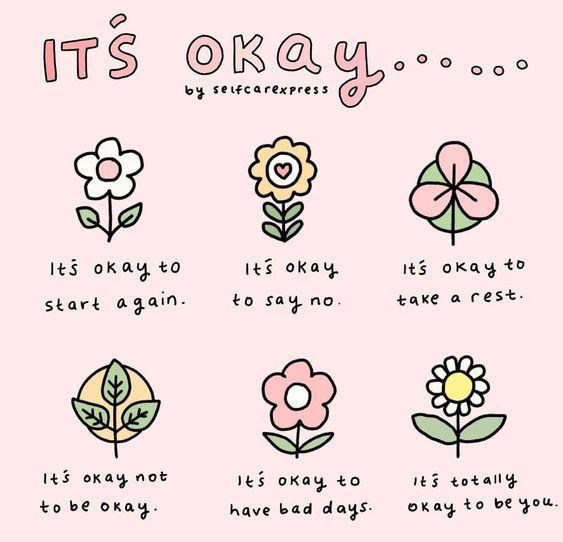 IT'S OKAY.......
by selfcarexpress
It's okay to
start again.
It's okay
to say no.
It's okay to
take a rest.
It's okay not
to be okay.
It's okay to
have bad days.
It's totally
okay to be you.